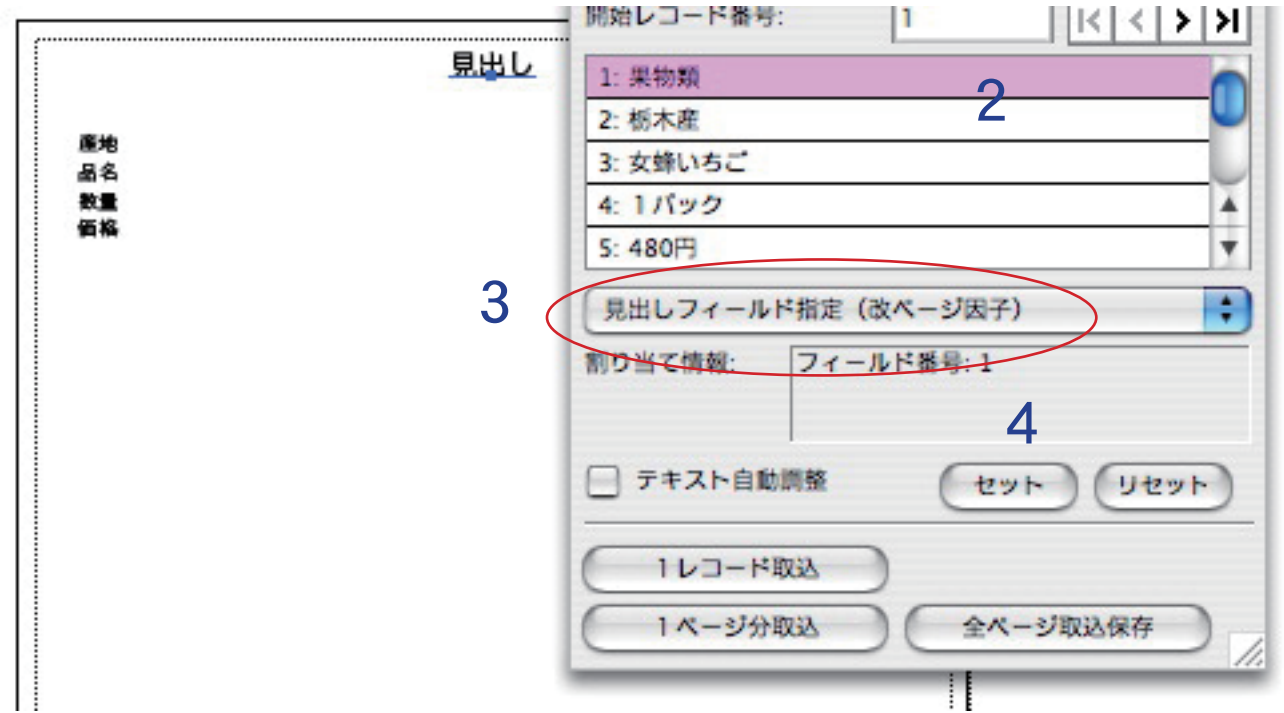 見出し
産地
品名
数量
価格
開始レコード番号: 1
1: 果物類
2
2: 栃木産
3: 女蜂いちご
4: 1パック
5: 480円
3
見出しフィールド指定（改ページ因子）
割り当て情報: フィールド番号: 1
4
テキスト自動調整
セット
リセット
1レコード取込
1ページ分取込
全ページ取込保存